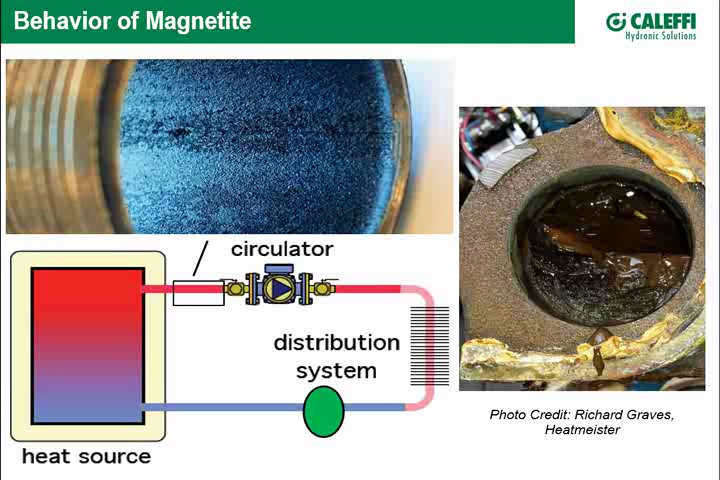 Behavior of Magnetite
CALEFFI
Hydronic Solutions
circulator
distribution
system
heat source
Photo Credit: Richard Graves,
Heatmeister